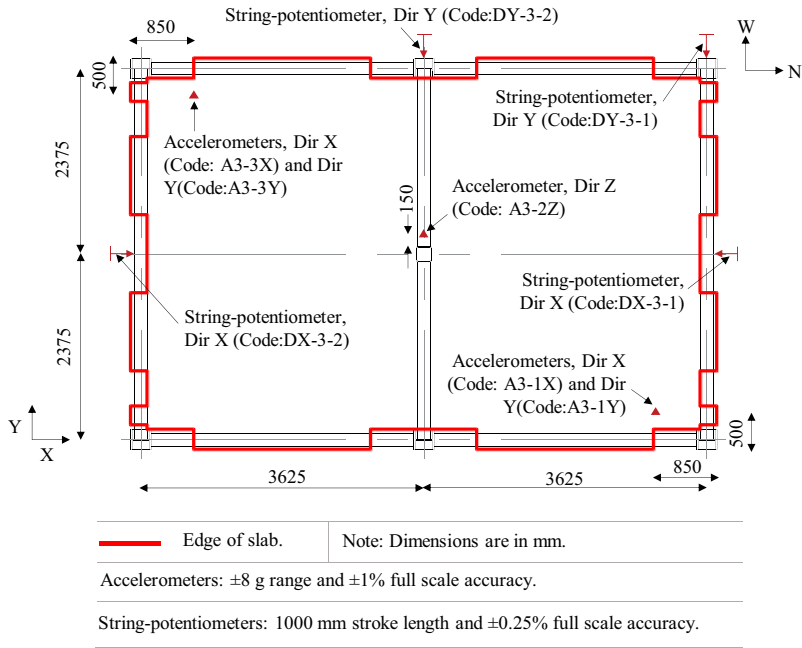 String-potentiometer, Dir Y (Code:DY-3-2)
850
W
N
500
String-potentiometer,
Dir Y (Code:DY-3-1)
Accelerometers, Dir X
(Code: A3-3X) and Dir
Y(Code:A3-3Y)
2375
150
Accelerometer, Dir Z
(Code: A3-2Z)
String-potentiometer,
Dir X (Code:DX-3-1)
String-potentiometer,
Dir X (Code:DX-3-2)
2375
Accelerometers, Dir X
(Code: A3-1X) and Dir
Y(Code:A3-1Y)
Y
X
500
850
3625
3625
Edge of slab.
Note: Dimensions are in mm.
Accelerometers: ±8 g range and ±1% full scale accuracy.
String-potentiometers: 1000 mm stroke length and ±0.25% full scale accuracy.